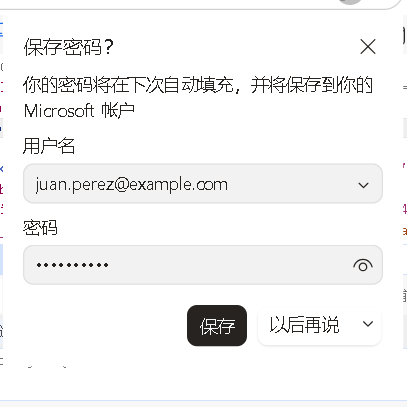 保存密码？
你的密码将在下次自动填充，并将保存到你的
Microsoft 帐户
用户名
juan.perez@example.com
密码
••••••••••
保存
以后再说